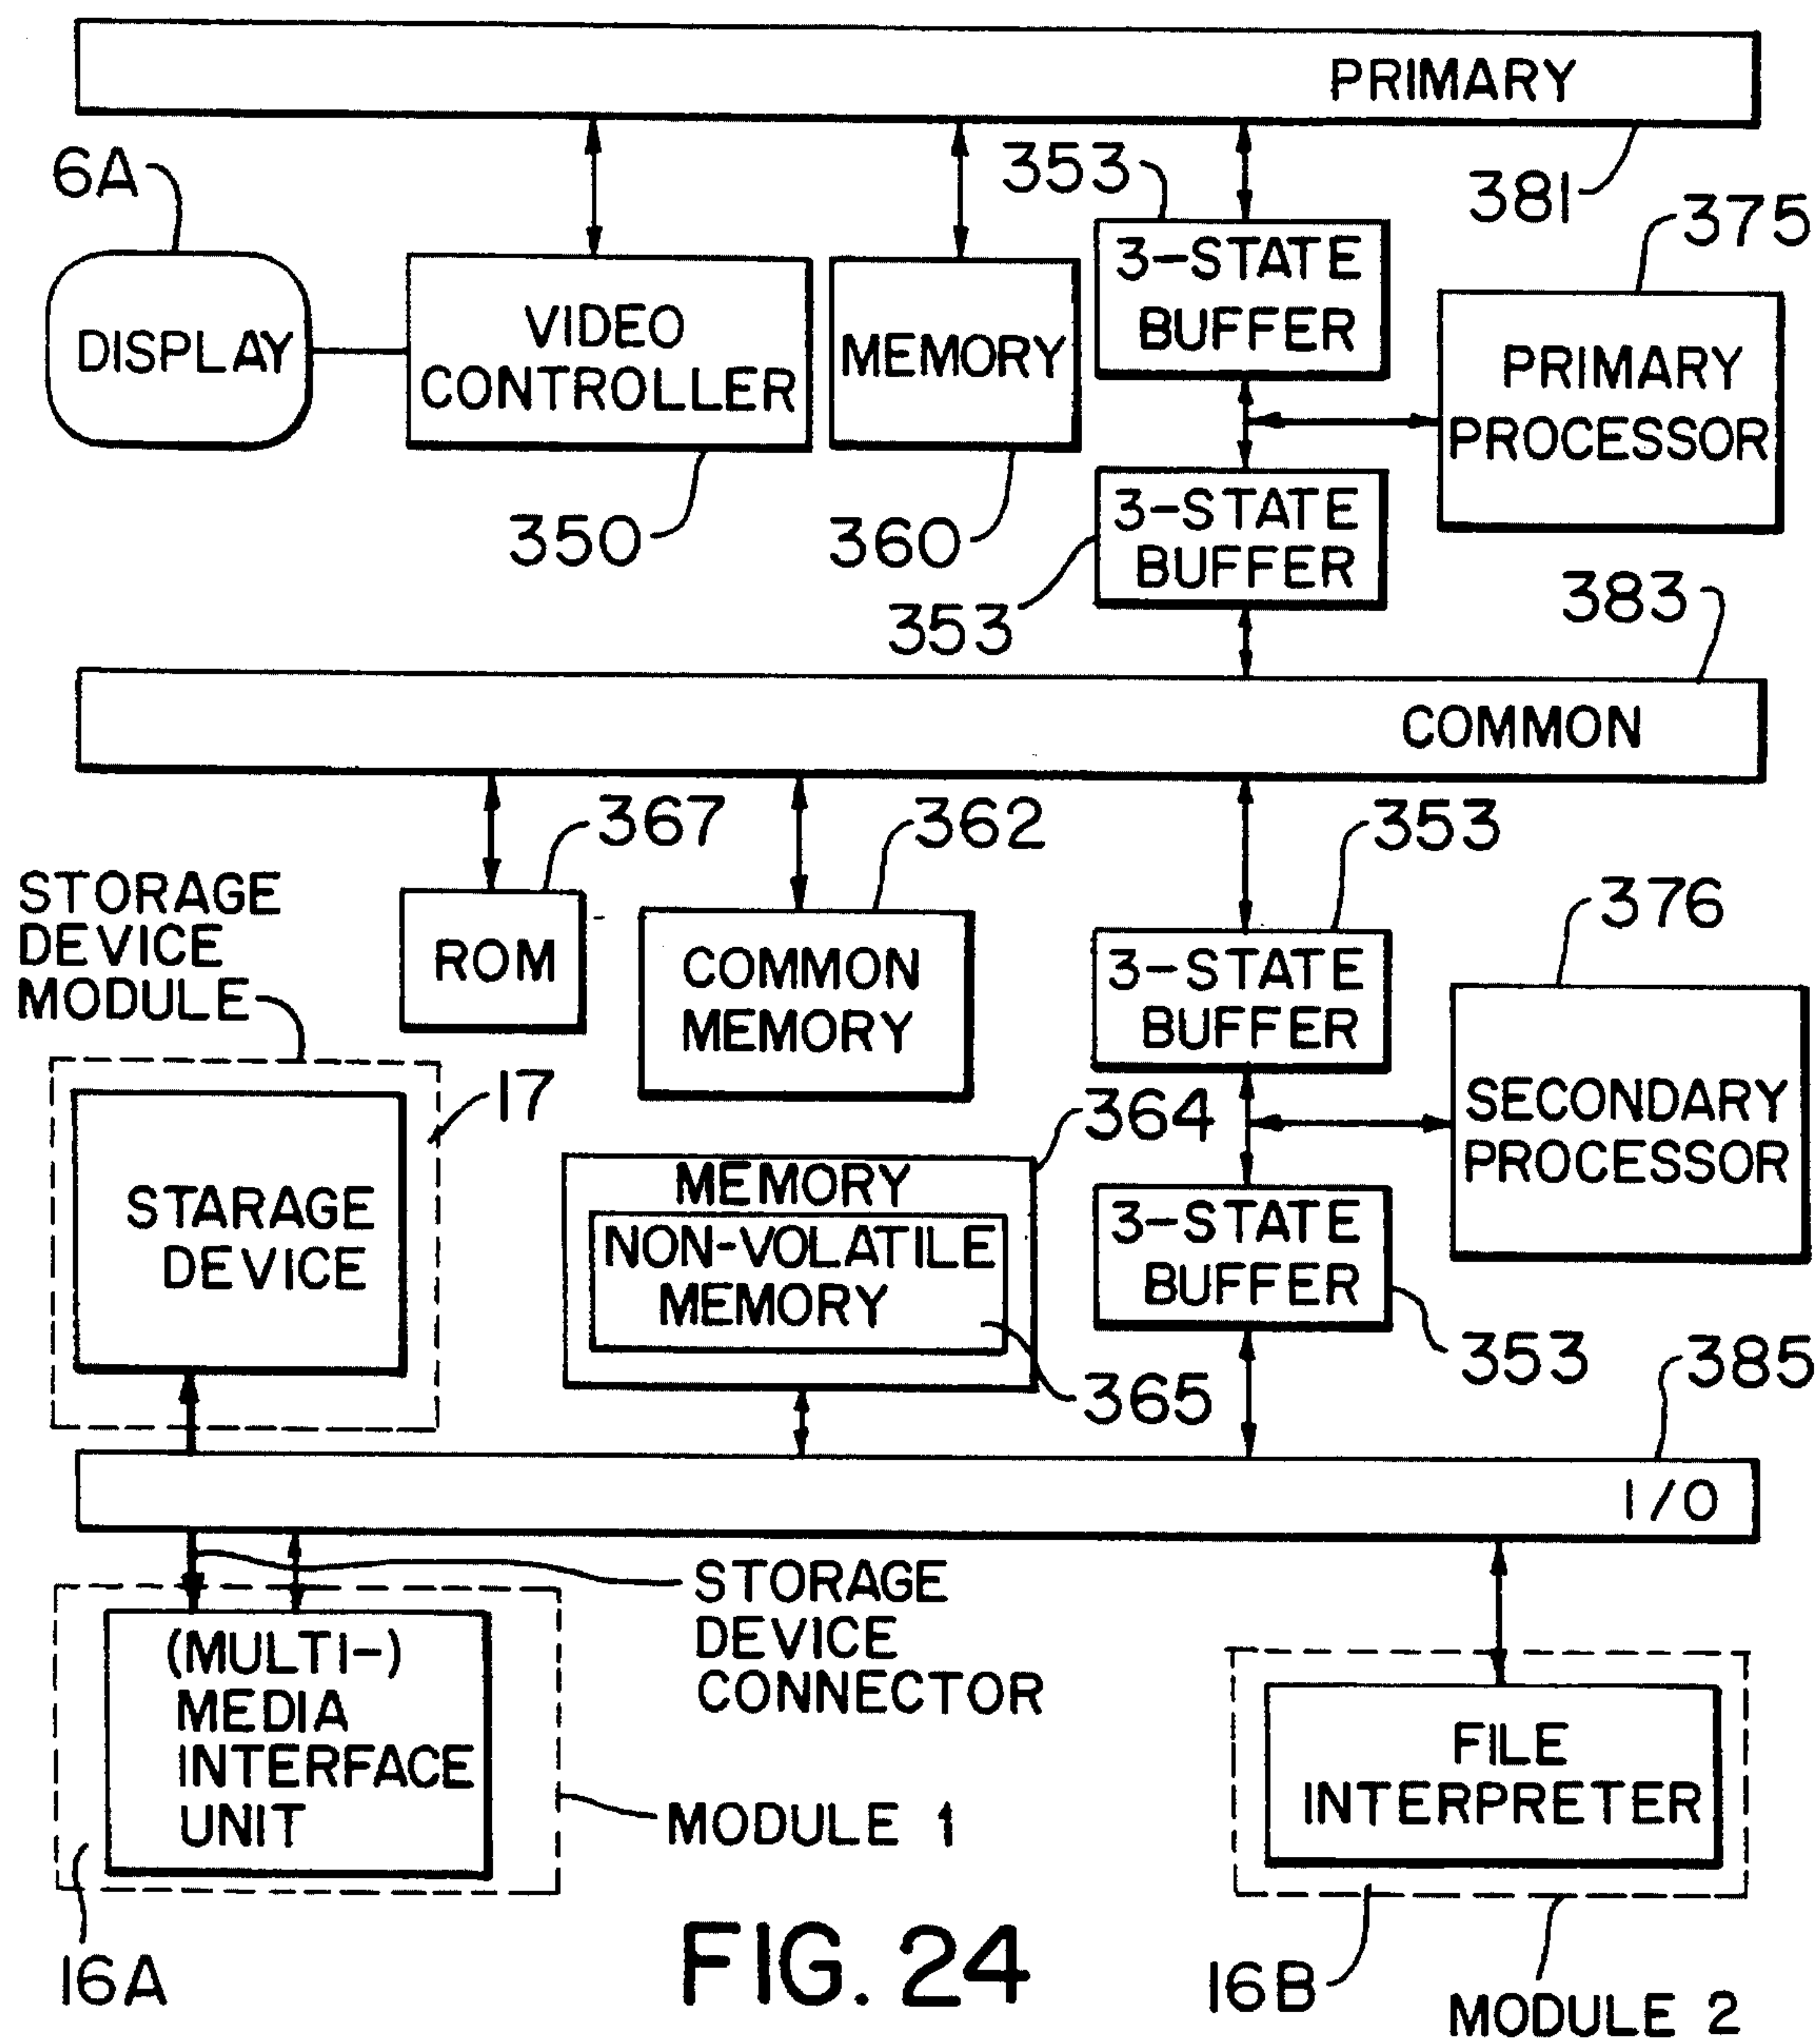 PRIMARY
381
6A
353
375
DISPLAY
VIDEO
CONTROLLER
350
MEMORY
360
3-STATE
BUFFER
PRIMARY
PROCESSOR
3-STATE
BUFFER
353
383
COMMON
367
362
353
376
STORAGE
DEVICE
MODULE
ROM
COMMON
MEMORY
3-STATE
BUFFER
SECONDARY
PROCESSOR
17
364
STARAGE
DEVICE
MEMORY
NON-VOLATILE
MEMORY
365
3-STATE
BUFFER
353
385
I/O
STORAGE
DEVICE
CONNECTOR
(MULTI-)
MEDIA
INTERFACE
UNIT
MODULE 1
16A
FILE
INTERPRETER
16B
MODULE 2
FIG. 24